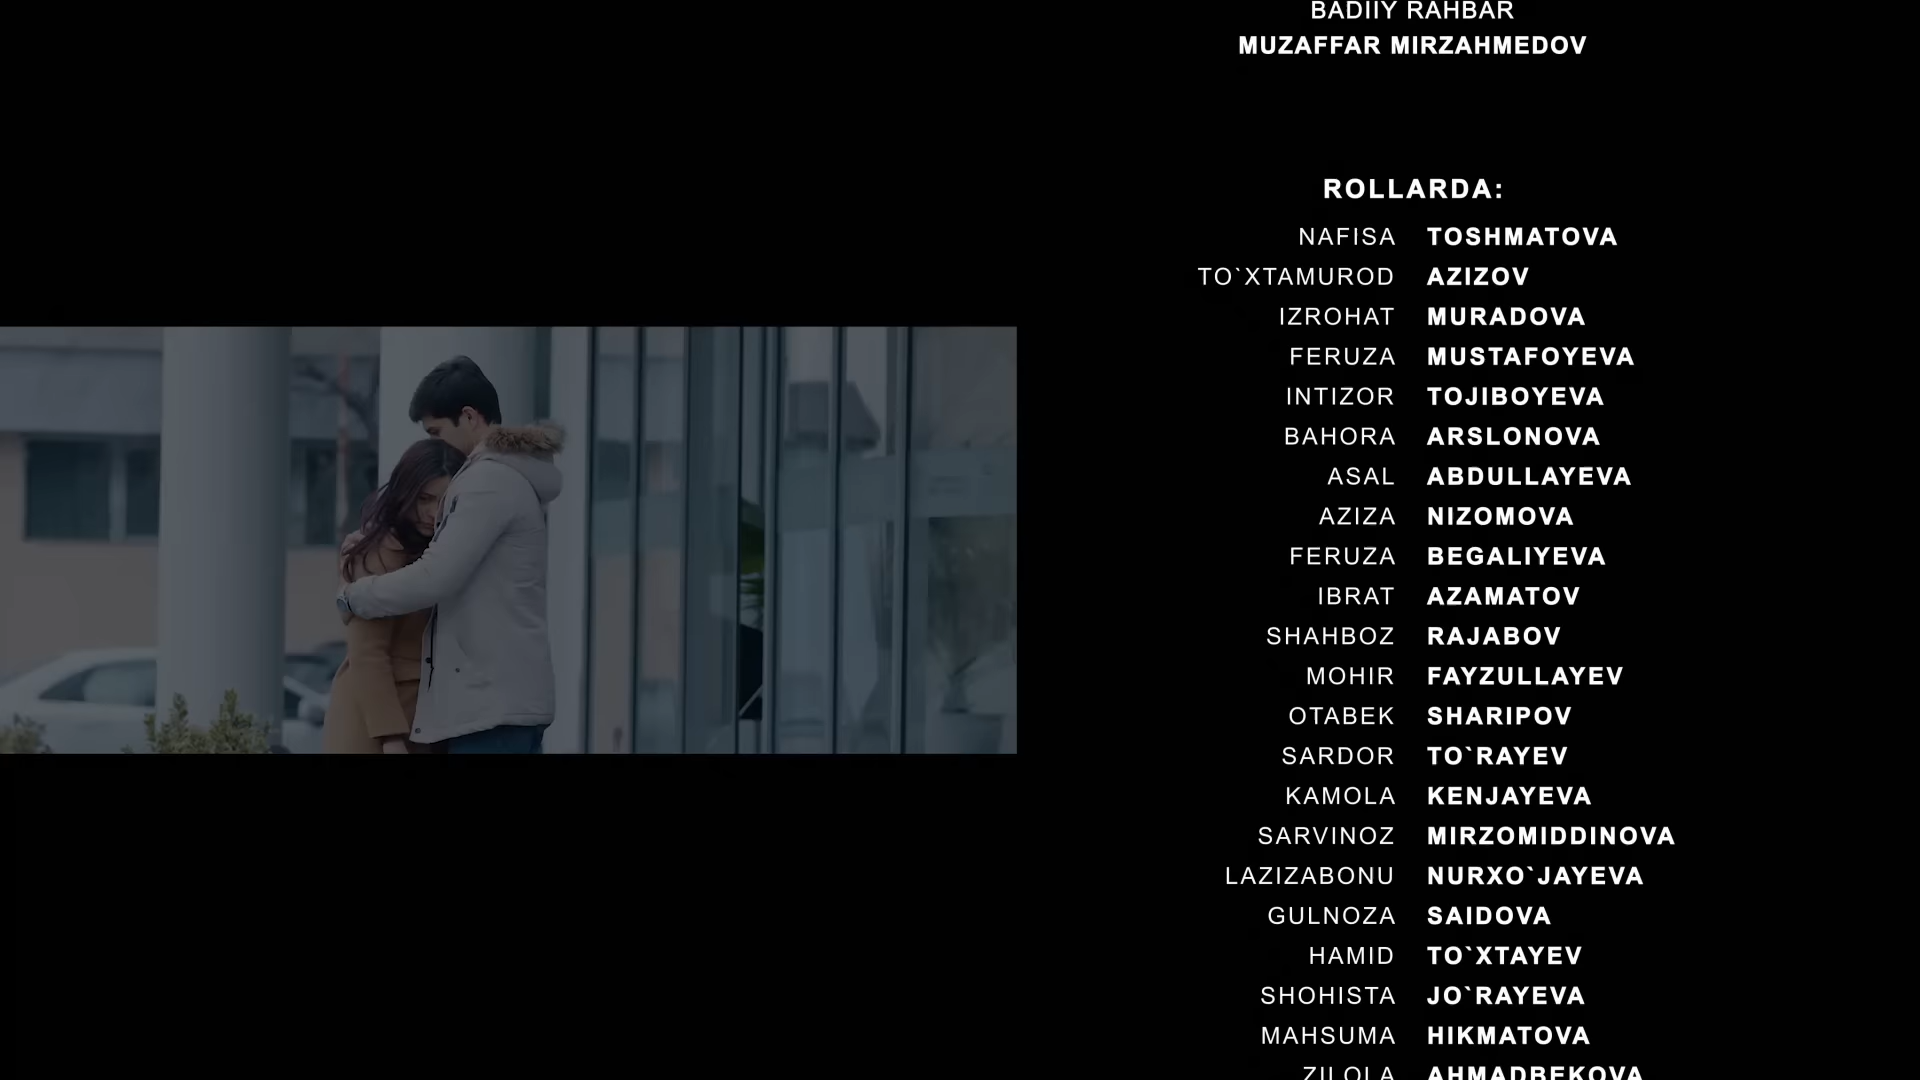 BADIIY RAHBAR
MUZAFFAR MIRZAHMEDOV
ROLLARDA:
NAFISA TOSHMATOVA
TO`XTAMUROD AZIZOV
IZROHAT MURADOVA
FERUZA MUSTAFOYEVA
INTIZOR TOJIBOYEVA
BAHORA ARSLONOVA
ASAL ABDULLAYEVA
AZIZA NIZOMOVA
FERUZA BEGALIYEVA
IBRAT AZAMATOV
SHAHBOZ RAJABOV
MOHIR FAYZULLAYEV
OTABEK SHARIPOV
SARDOR TO`RAYEV
KAMOLA KENJAYEVA
SARVINOZ MIRZOMIDDINOVA
LAZIZABONU NURXO`JAYEVA
GULNOZA SAIDOVA
HAMID TO`XTAYEV
SHOHISTA JO`RAYEVA
MAHSUMA HIKMATOVA
ZILOLA AHMADBEKOVA